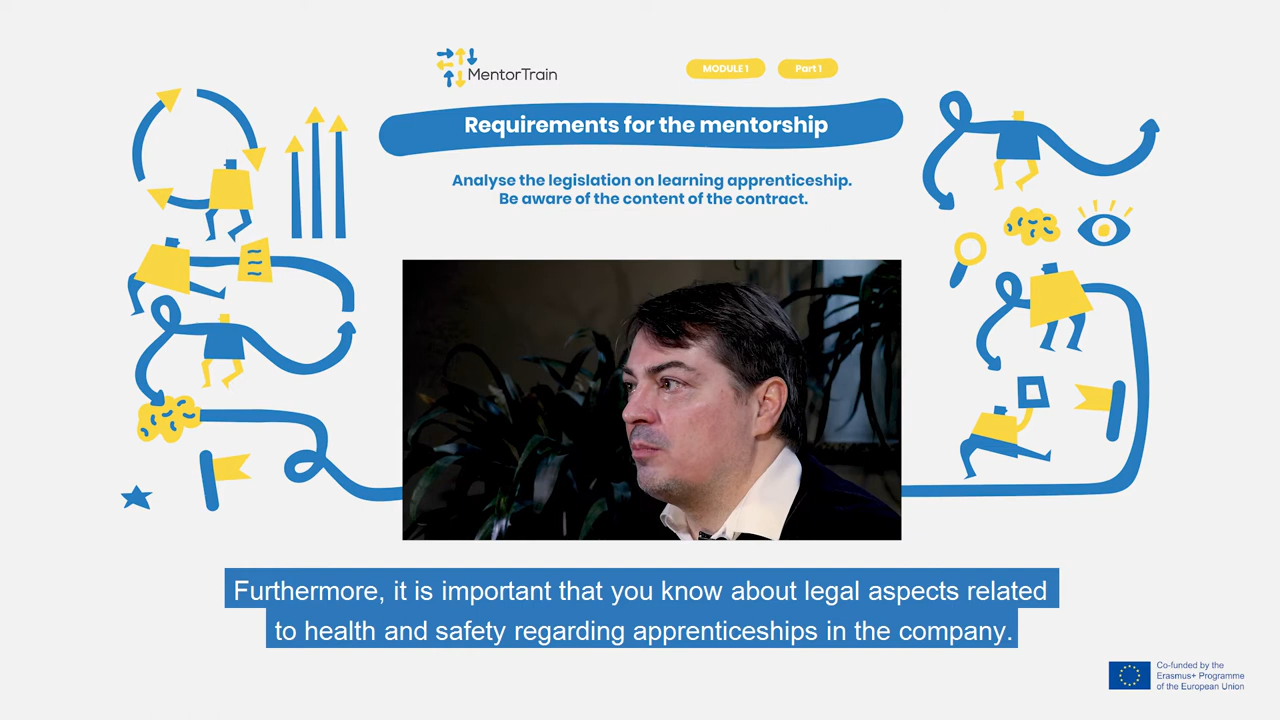 MentorTrain
MODULE 1
Part 1
Requirements for the mentorship
Analyse the legislation on learning apprenticeship.
Be aware of the content of the contract.
Furthermore, it is important that you know about legal aspects related
to health and safety regarding apprenticeships in the company.
Co-funded by the
Erasmus+ Programme
of the European Union